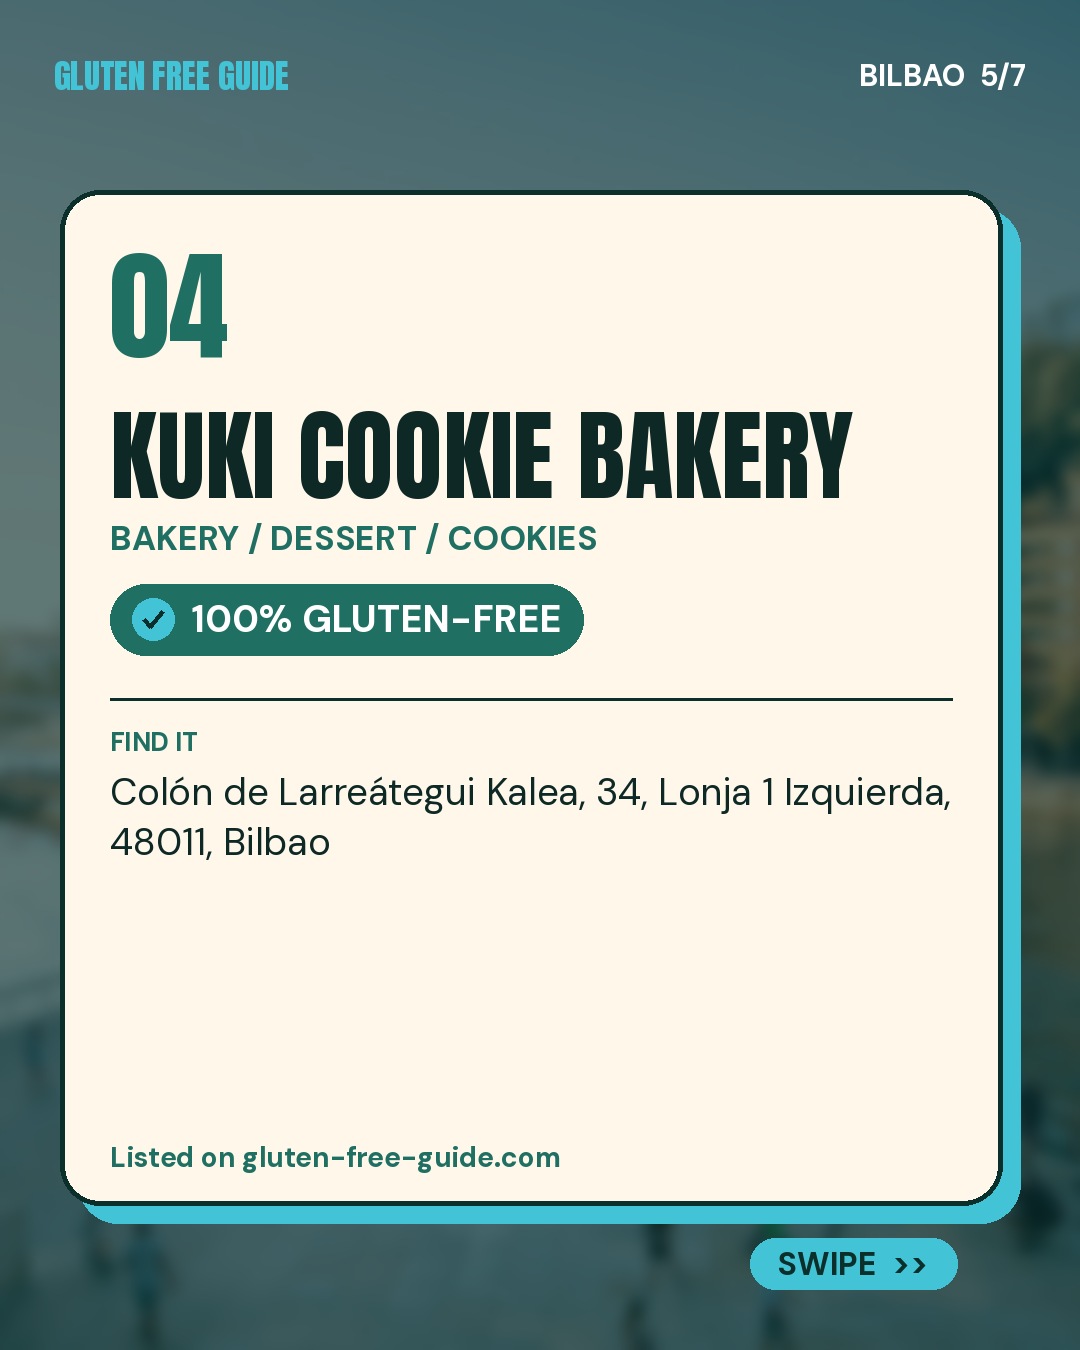 GLUTEN FREE GUIDE
BILBAO 5/7
04
KUKI COOKIE BAKERY
BAKERY / DESSERT / COOKIES
100% GLUTEN-FREE
FIND IT
Colón de Larreátegui Kalea, 34, Lonja 1 Izquierda,
48011, Bilbao
Listed on gluten-free-guide.com
SWIPE >>